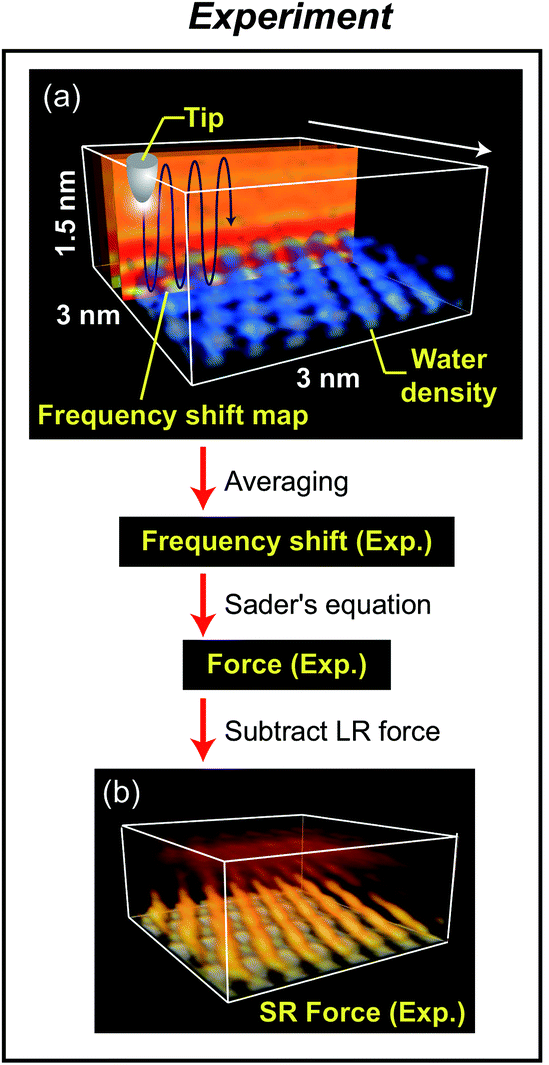 Experiment
(a)
Tip
1.5 nm
3 nm
3 nm
Water
density
Frequency shift map
Averaging
Frequency shift (Exp.)
Sader's equation
Force (Exp.)
Subtract LR force
(b)
SR Force (Exp.)